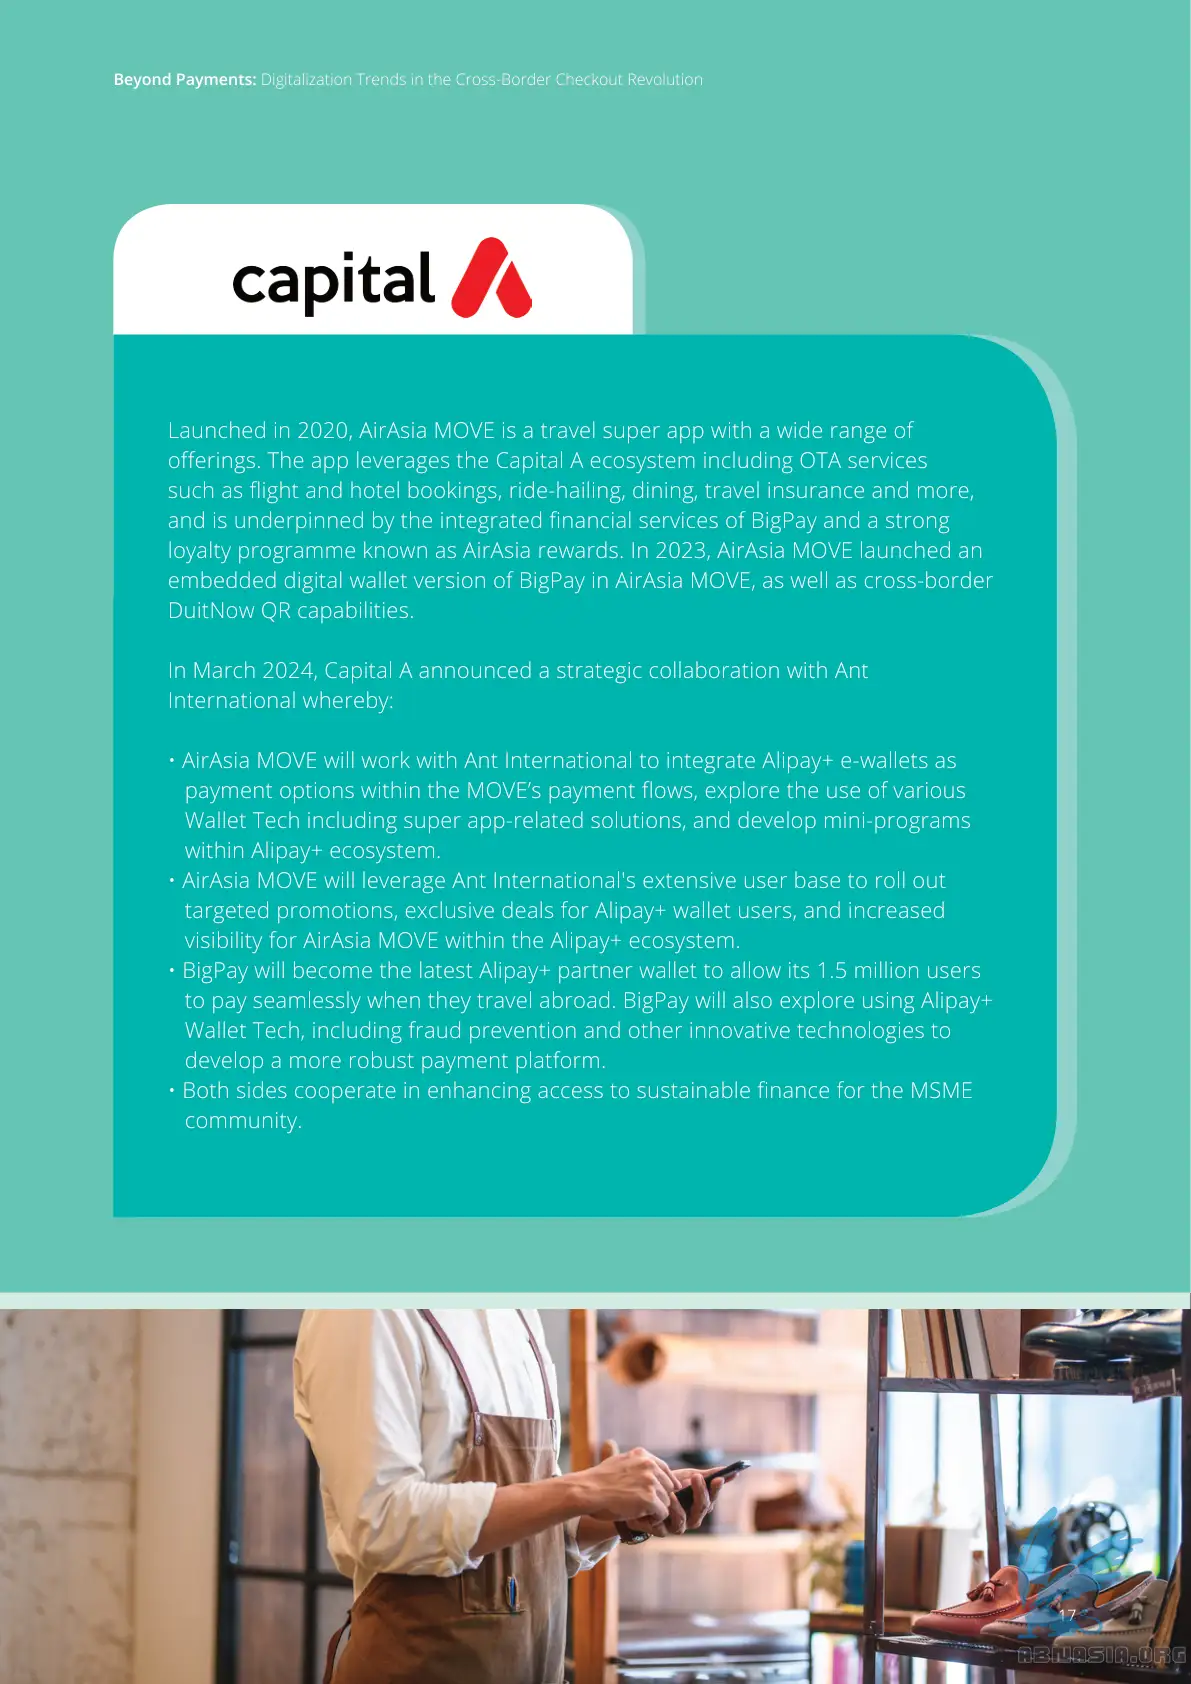 Beyond Payments: Digitalization Trends in the Cross-Border Checkout Revolution
capital
Launched in 2020, AirAsia MOVE is a travel super app with a wide range of
offerings. The app leverages the Capital A ecosystem including OTA services
such as flight and hotel bookings, ride-hailing, dining, travel insurance and more,
and is underpinned by the integrated financial services of BigPay and a strong
loyalty programme known as AirAsia rewards. In 2023, AirAsia MOVE launched an
embedded digital wallet version of BigPay in AirAsia MOVE, as well as cross-border
DuitNow QR capabilities.
In March 2024, Capital A announced a strategic collaboration with Ant
International whereby:
• AirAsia MOVE will work with Ant International to integrate Alipay+ e-wallets as
payment options within the MOVE’s payment flows, explore the use of various
Wallet Tech including super app-related solutions, and develop mini-programs
within Alipay+ ecosystem.
• AirAsia MOVE will leverage Ant International's extensive user base to roll out
targeted promotions, exclusive deals for Alipay+ wallet users, and increased
visibility for AirAsia MOVE within the Alipay+ ecosystem.
• BigPay will become the latest Alipay+ partner wallet to allow its 1.5 million users
to pay seamlessly when they travel abroad. BigPay will also explore using Alipay+
Wallet Tech, including fraud prevention and other innovative technologies to
develop a more robust payment platform.
• Both sides cooperate in enhancing access to sustainable finance for the MSME
community.
17
ABNASIA.ORG